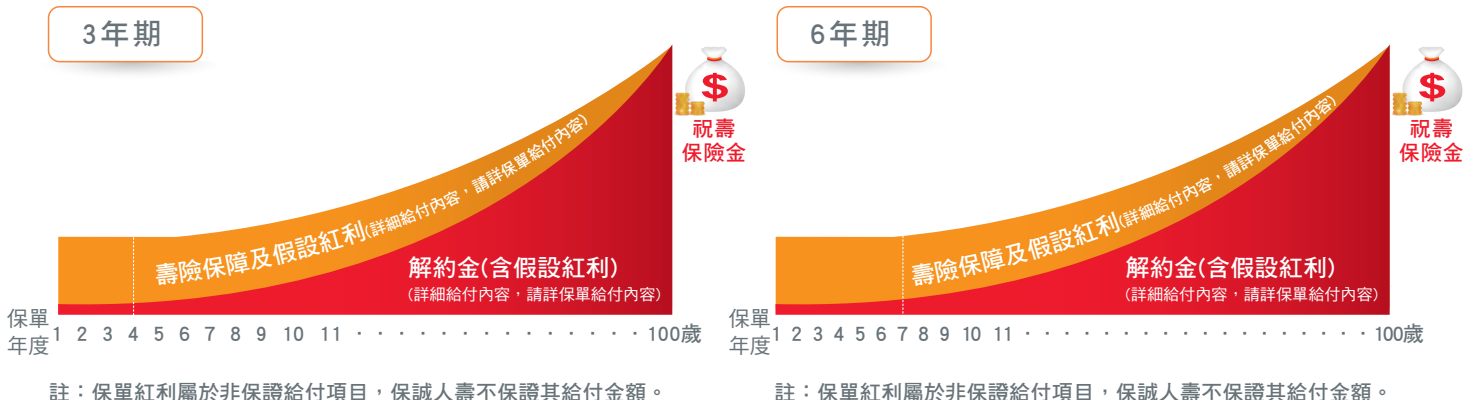 3年期
$
祝壽
保險金
壽險保障及假設紅利(詳細給付內容，請詳保單給付內容)
解約金(含假設紅利)
(詳細給付內容，請詳保單給付內容)
保單
年度
1 2 3 4 5 6 7 8 9 10 11 ‧‧‧‧‧‧‧‧‧‧‧‧‧‧ 100歲
註：保單紅利屬於非保證給付項目，保誠人壽不保證其給付金額。
6年期
$
祝壽
保險金
壽險保障及假設紅利(詳細給付內容，請詳保單給付內容)
解約金(含假設紅利)
(詳細給付內容，請詳保單給付內容)
保單
年度
1 2 3 4 5 6 7 8 9 10 11 ‧‧‧‧‧‧‧‧‧‧‧‧‧‧‧‧‧ 100歲
註：保單紅利屬於非保證給付項目，保誠人壽不保證其給付金額。